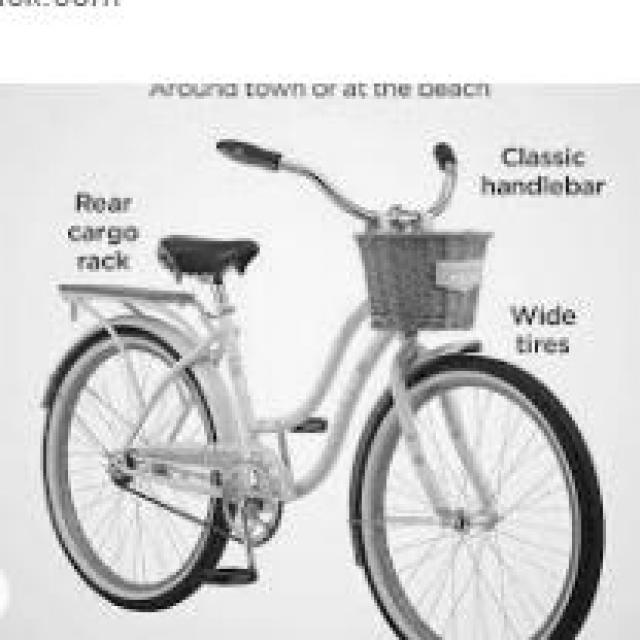 Around town or at the beach
Classic
handlebar
Rear
cargo
rack
Wide
tires